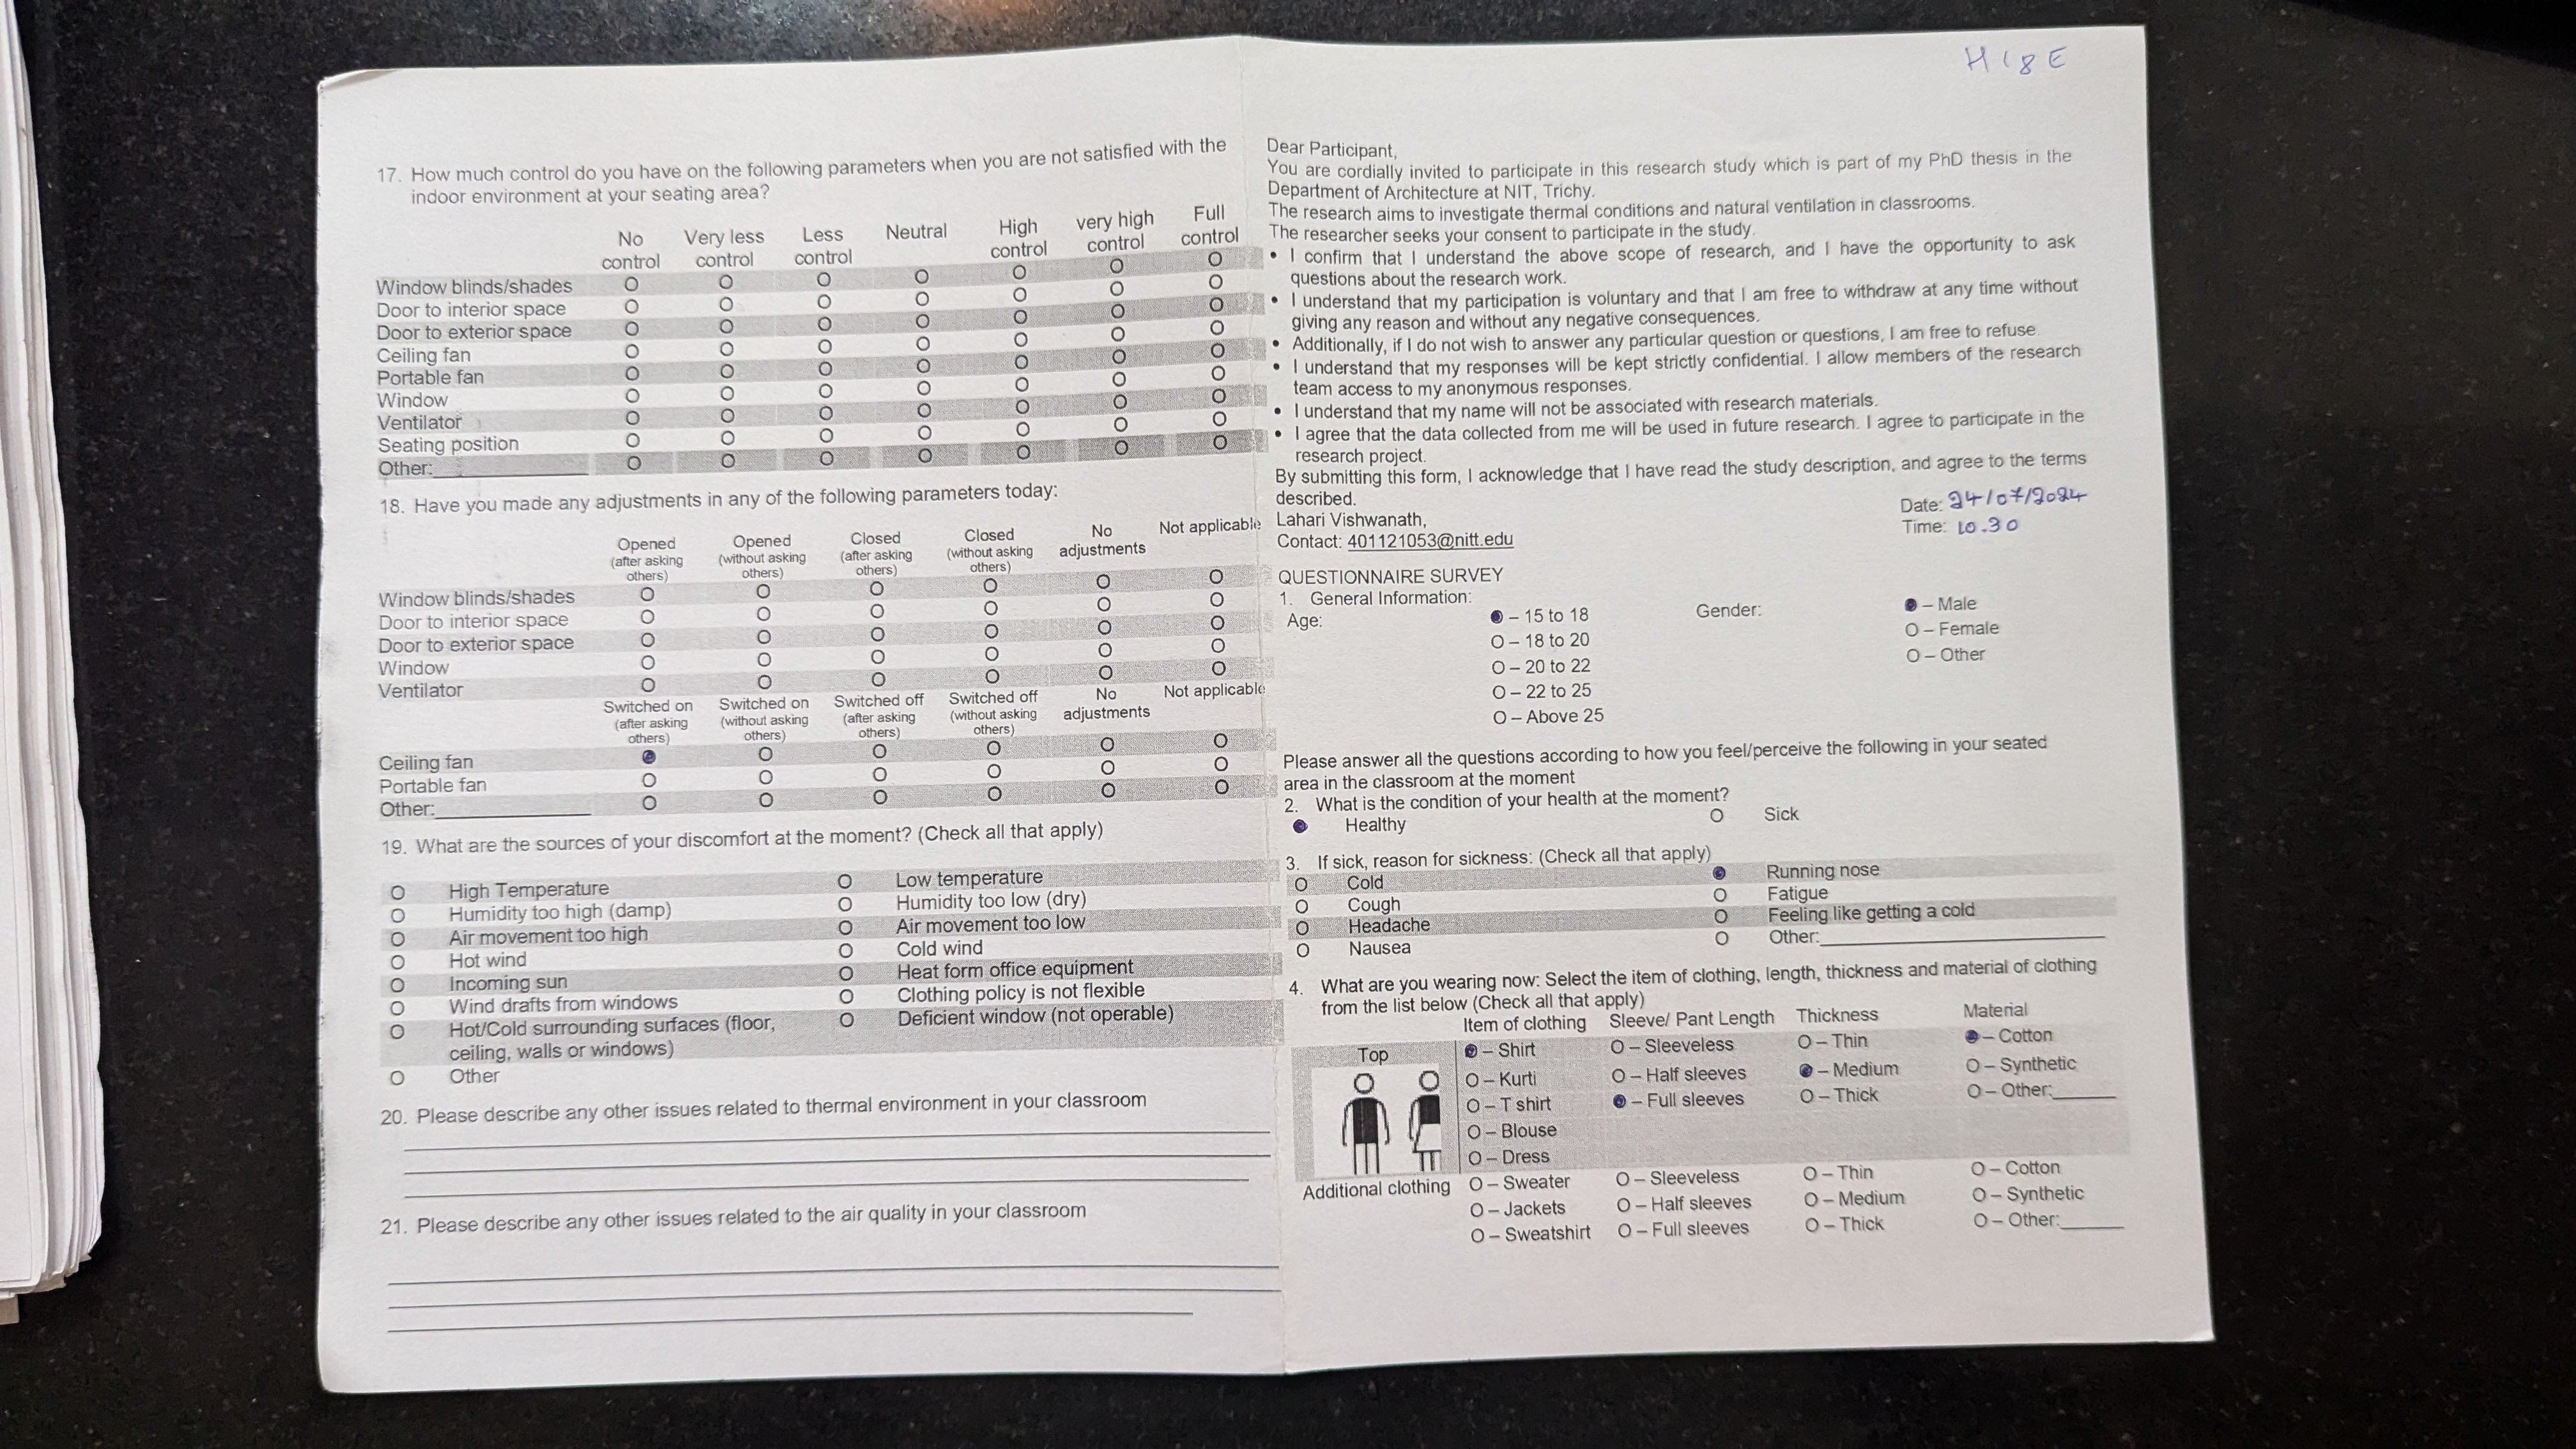 17. How much control do you have on the following parameters when you are not satisfied with the
indoor environment at your seating area?
No control Very less control Less control Neutral High control very high control Full control
Window blinds/shades O O O O O O O
Door to interior space O O O O O O O
Door to exterior space O O O O O O O
Ceiling fan O O O O O O O
Portable fan O O O O O O O
Window O O O O O O O
Ventilator O O O O O O O
Seating position O O O O O O O
Other: O O O O O O O
18. Have you made any adjustments in any of the following parameters today:
Opened (after asking others) Opened (without asking others) Closed (after asking others) Closed (without asking others) No adjustments Not applicable
Window blinds/shades O O O O O O
Door to interior space O O O O O O
Door to exterior space O O O O O O
Window O O O O O O
Ventilator O O O O O O
Switched on (after asking others) Switched on (without asking others) Switched off (after asking others) Switched off (without asking others) No adjustments Not applicable
Ceiling fan ● O O O O O
Portable fan O O O O O O
Other: O O O O O O
19. What are the sources of your discomfort at the moment? (Check all that apply)
O High Temperature O Low temperature
O Humidity too high (damp) O Humidity too low (dry)
O Air movement too high O Air movement too low
O Hot wind O Cold wind
O Incoming sun O Heat form office equipment
O Wind drafts from windows O Clothing policy is not flexible
O Hot/Cold surrounding surfaces (floor, O Deficient window (not operable)
ceiling, walls or windows)
O Other
20. Please describe any other issues related to thermal environment in your classroom
21. Please describe any other issues related to the air quality in your classroom
H18E
Dear Participant,
You are cordially invited to participate in this research study which is part of my PhD thesis in the
Department of Architecture at NIT, Trichy.
The research aims to investigate thermal conditions and natural ventilation in classrooms.
The researcher seeks your consent to participate in the study.
• I confirm that I understand the above scope of research, and I have the opportunity to ask
questions about the research work.
• I understand that my participation is voluntary and that I am free to withdraw at any time without
giving any reason and without any negative consequences.
• Additionally, if I do not wish to answer any particular question or questions, I am free to refuse.
• I understand that my responses will be kept strictly confidential. I allow members of the research
team access to my anonymous responses.
• I understand that my name will not be associated with research materials.
• I agree that the data collected from me will be used in future research. I agree to participate in the
research project.
By submitting this form, I acknowledge that I have read the study description, and agree to the terms
described.
Date: 24/07/2024
Lahari Vishwanath,
Time: 10.30
Contact: 401121053@nitt.edu
QUESTIONNAIRE SURVEY
1. General Information:
Age: ● – 15 to 18 Gender: ● – Male
O – 18 to 20 O – Female
O – 20 to 22 O – Other
O – 22 to 25
O – Above 25
Please answer all the questions according to how you feel/perceive the following in your seated
area in the classroom at the moment
2. What is the condition of your health at the moment?
● Healthy O Sick
3. If sick, reason for sickness: (Check all that apply)
O Cold ● Running nose
O Cough O Fatigue
O Headache O Feeling like getting a cold
O Nausea O Other:
4. What are you wearing now: Select the item of clothing, length, thickness and material of clothing
from the list below (Check all that apply)
Item of clothing Sleeve/ Pant Length Thickness Material
Top ● – Shirt O – Sleeveless O – Thin ● – Cotton
O – Kurti O – Half sleeves ● – Medium O – Synthetic
O – T shirt ● – Full sleeves O – Thick O – Other:
O – Blouse
O – Dress
Additional clothing O – Sweater O – Sleeveless O – Thin O – Cotton
O – Jackets O – Half sleeves O – Medium O – Synthetic
O – Sweatshirt O – Full sleeves O – Thick O – Other: